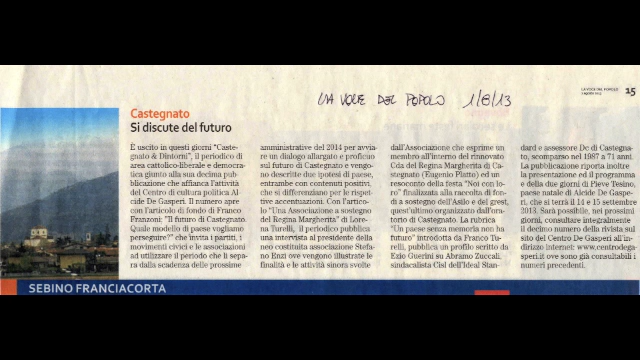 LA VOCE DEL POPOLO 1/8/13
LA VOCE DEL POPOLO
15
Castegnato
Si discute del futuro
È uscito in questi giorni "Caste-
gnato & Dintorni", il periodico di
area cattolico-liberale e democra-
tica giunto alla sua decima pub-
blicazione che affianca l'attività
del Centro di cultura politica Al-
cide De Gasperi. Il numero apre
con l'articolo di fondo di Franco
Franzoni; "Il futuro di Castegnato.
Quale modello di paese vogliamo
perseguire?" che invita i partiti, i
movimenti civici e le associazioni
ad utilizzare il periodo che li sepa-
ra dalla scadenza delle prossime
amministrative del 2014 per avvia-
re un dialogo allargato e proficuo
sul futuro di Castegnato e vengo-
no descritte due ipotesi di paese,
entrambe con contenuti positivi,
che si differenziano per le rispet-
tive accentuazioni. Con l'artico-
lo "Una Associazione a sostegno
del Regina Margherita" di Lore-
na Turelli, il periodico pubblica
una intervista al presidente della
neo costituita associazione Stefa-
no Enzi ove vengono illustrate le
finalità e le attività sinora svolte
dall'Associazione che esprime un
membro all'interno del rinnovato
Cda del Regina Margherita di Ca-
stegnato (Eugenio Platto) ed un
resoconto della festa "Noi con lo-
ro" finalizzata alla raccolta di fon-
di a sostegno dell'Asilo e del grest,
quest'ultimo organizzato dall'ora-
torio di Castegnato. La rubrica
"Un paese senza memoria non ha
futuro" introdotta da Franco Tu-
relli, pubblica un profilo scritto da
Ezio Guerini su Abramo Zuccali,
sindacalista Cisl dell'Ideal Stan-
dard e assessore Dc di Castegna-
to, scomparso nel 1987 a 71 anni.
La pubblicazione riporta inoltre
la presentazione ed il programma
e della due giorni di Pieve Tesino,
paese natale di Alcide De Gaspe-
ri, che si terrà il 14 e 15 settembre
2013. Sarà possibile, nei prossimi
giorni, consultare integralmente
il decimo numero della rivista sul
sito del Centro De Gasperi all'in-
dirizzo internet: www.centrodega-
speri.it ove sono già consultabili i
numeri precedenti.
SEBINO FRANCIACORTA